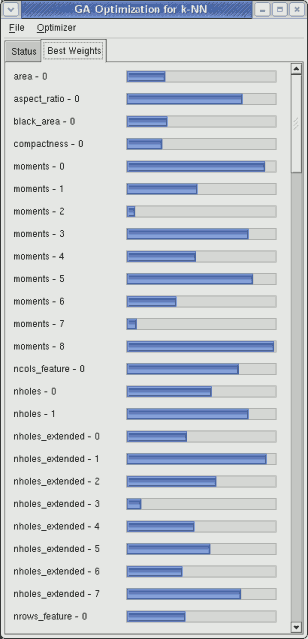 GA Optimization for k-NN
File Optimizer
Status Best Weights
area - 0
aspect_ratio - 0
black_area - 0
compactness - 0
moments - 0
moments - 1
moments - 2
moments - 3
moments - 4
moments - 5
moments - 6
moments - 7
moments - 8
ncols_feature - 0
nholes - 0
nholes - 1
nholes_extended - 0
nholes_extended - 1
nholes_extended - 2
nholes_extended - 3
nholes_extended - 4
nholes_extended - 5
nholes_extended - 6
nholes_extended - 7
nrows_feature - 0